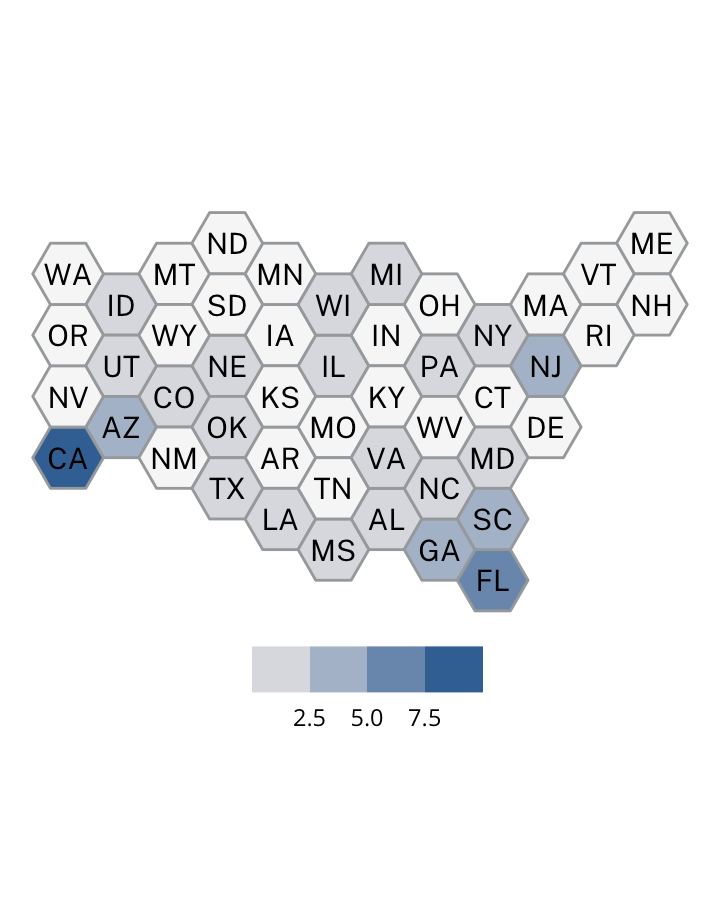 ND ME
WA MT MN MI VT
ID SD WI OH MA NH
OR WY IA IN NY RI
UT NE IL PA NJ
NV CO KS KY CT
AZ OK MO WV DE
CA NM AR VA MD
TX TN NC
LA AL SC
MS GA
FL
2.5 5.0 7.5